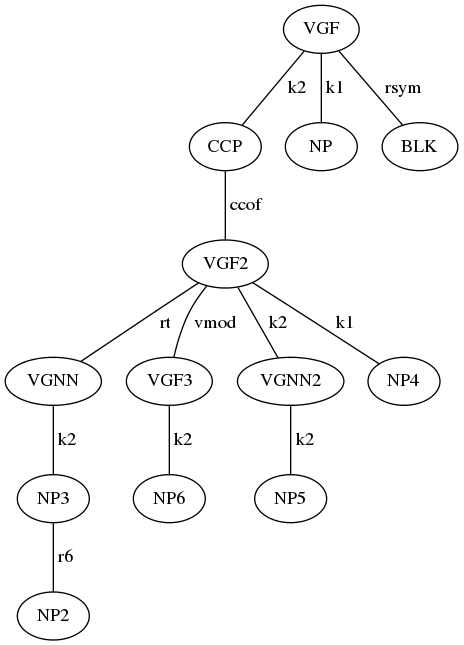 VGF
k2 k1 rsym
CCP NP BLK
ccof
VGF2
rt vmod k2 k1
VGNN VGF3 VGNN2 NP4
k2 k2 k2
NP3 NP6 NP5
r6
NP2